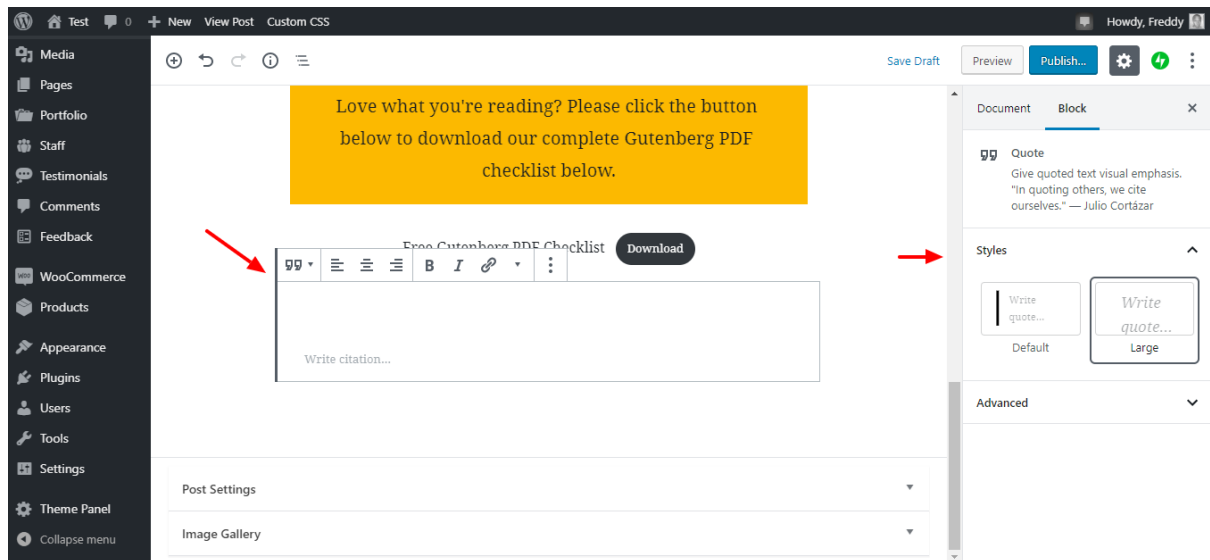 Test 0 New View Post Custom CSS Howdy, Freddy
Media
Pages
Portfolio
Staff
Testimonials
Comments
Feedback
WooCommerce
Products
Appearance
Plugins
Users
Tools
Settings
Theme Panel
Collapse menu
Save Draft Preview Publish...
Love what you're reading? Please click the button
below to download our complete Gutenberg PDF
checklist below.
Free Gutenberg PDF Checklist Download
B I
Write citation...
Post Settings
Image Gallery
Document Block
Quote
Give quoted text visual emphasis.
"In quoting others, we cite
ourselves." — Julio Cortázar
Styles
Write
quote...
Default
Write
quote...
Large
Advanced